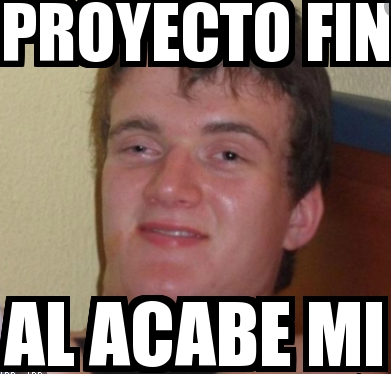 PROYECTO FIN
AL ACABE MI